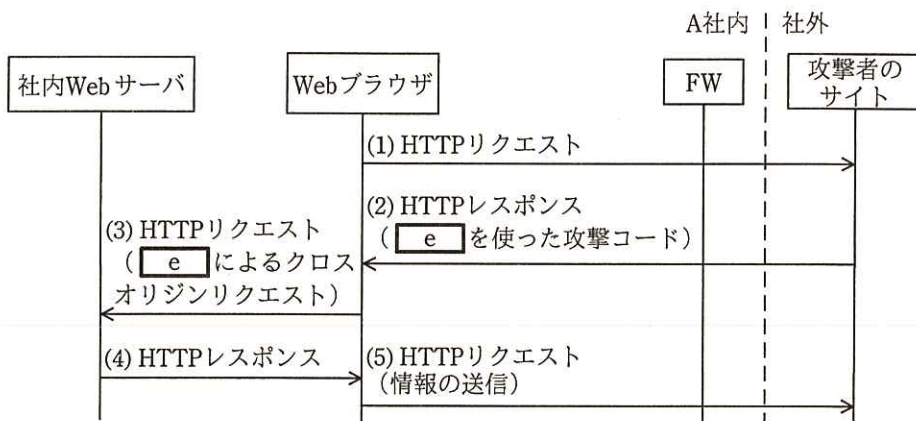 A社内 社外
社内Webサーバ
Webブラウザ
FW
攻撃者の
サイト
(1) HTTPリクエスト
(2) HTTPレスポンス
( e を使った攻撃コード)
(3) HTTPリクエスト
( e によるクロス
オリジンリクエスト)
(4) HTTPレスポンス
(5) HTTPリクエスト
(情報の送信)